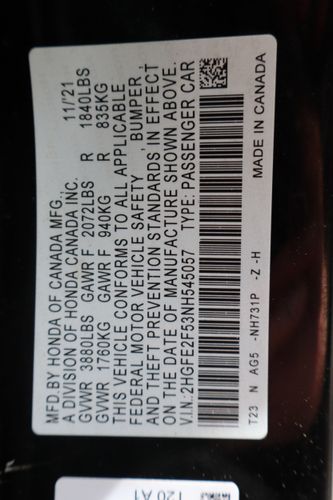 MFD.BY HONDA OF CANADA MFG. 11/'21
A DIVISION OF HONDA CANADA INC.
GVWR 3880LBS GAWR F 2072LBS R 1840LBS
GVWR 1760KG GAWR F 940KG R 835KG
THIS VEHICLE CONFORMS TO ALL APPLICABLE
FEDERAL MOTOR VEHICLE SAFETY , BUMPER ,
AND THEFT PREVENTION STANDARDS IN EFFECT
ON THE DATE OF MANUFACTURE SHOWN ABOVE.
V.I.N.: 2HGFE2F53NH545057 TYPE: PASSENGER CAR
T23 N AG5 -NH731P -Z -H MADE IN CANADA
T20 A1